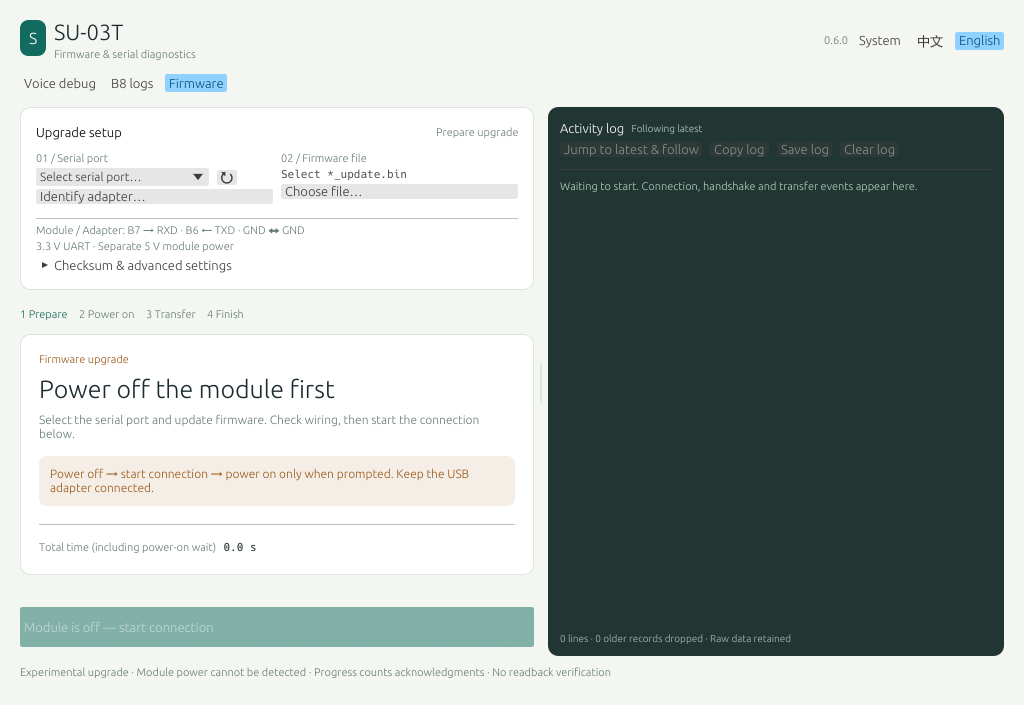 S
SU-03T
Firmware & serial diagnostics
0.6.0 System 中文 English
Voice debug B8 logs Firmware
Upgrade setup
Prepare upgrade
01 / Serial port
Select serial port…
Identify adapter…
02 / Firmware file
Select *_update.bin
Choose file…
Module / Adapter: B7 → RXD · B6 ← TXD · GND ↔ GND
3.3 V UART · Separate 5 V module power
Checksum & advanced settings
1 Prepare 2 Power on 3 Transfer 4 Finish
Firmware upgrade
Power off the module first
Select the serial port and update firmware. Check wiring, then start the connection
below.
Power off → start connection → power on only when prompted. Keep the USB
adapter connected.
Total time (including power-on wait) 0.0 s
Module is off — start connection
Activity log Following latest
Jump to latest & follow Copy log Save log Clear log
Waiting to start. Connection, handshake and transfer events appear here.
0 lines · 0 older records dropped · Raw data retained
Experimental upgrade · Module power cannot be detected · Progress counts acknowledgments · No readback verification